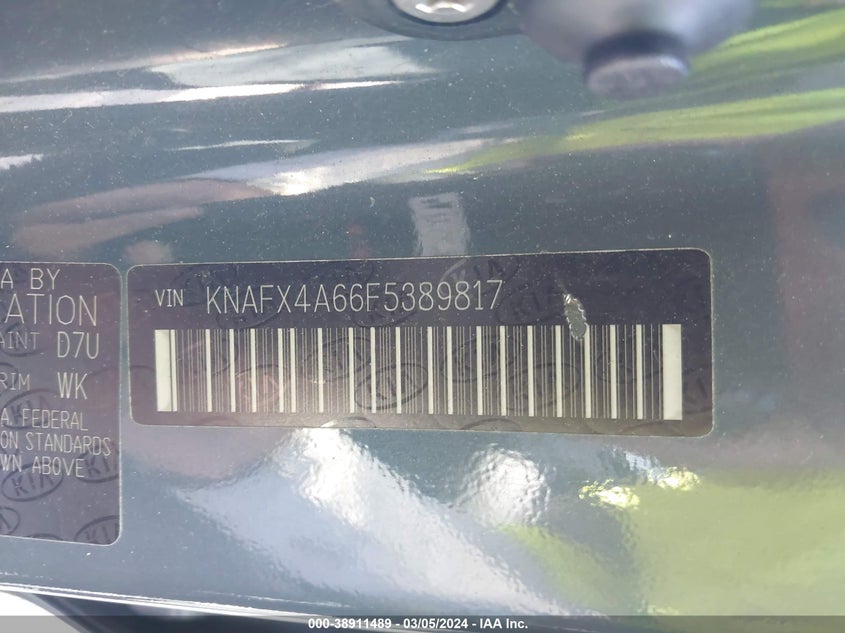 A BY
ATION
AINT D7U
RIM WK
A FEDERAL
ON STANDARDS
WN ABOVE
VIN KNAFX4A66F5389817
KIA
000-38911489 - 03/05/2024 - IAA Inc.